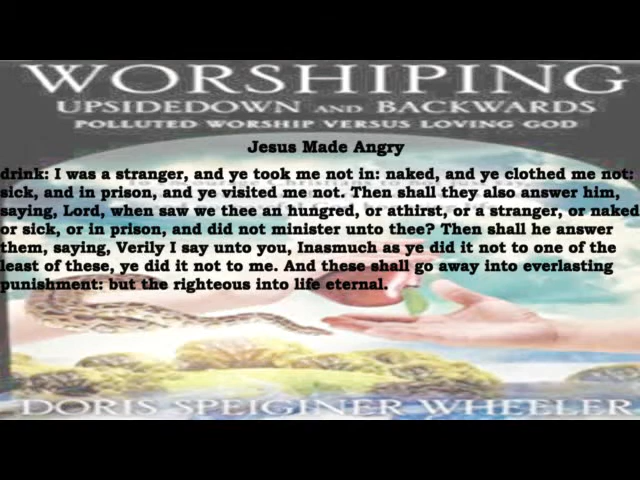 WORSHIPING
UPSIDEDOWN AND BACKWARDS
POLLUTED WORSHIP VERSUS LOVING GOD
Jesus Made Angry
drink: I was a stranger, and ye took me not in: naked, and ye clothed me not:
sick, and in prison, and ye visited me not. Then shall they also answer him,
saying, Lord, when saw we thee an hungred, or athirst, or a stranger, or naked
or sick, or in prison, and did not minister unto thee? Then shall he answer
them, saying, Verily I say unto you, Inasmuch as ye did it not to one of the
least of these, ye did it not to me. And these shall go away into everlasting
punishment: but the righteous into life eternal.
DORIS SPEIGINER WHEELER